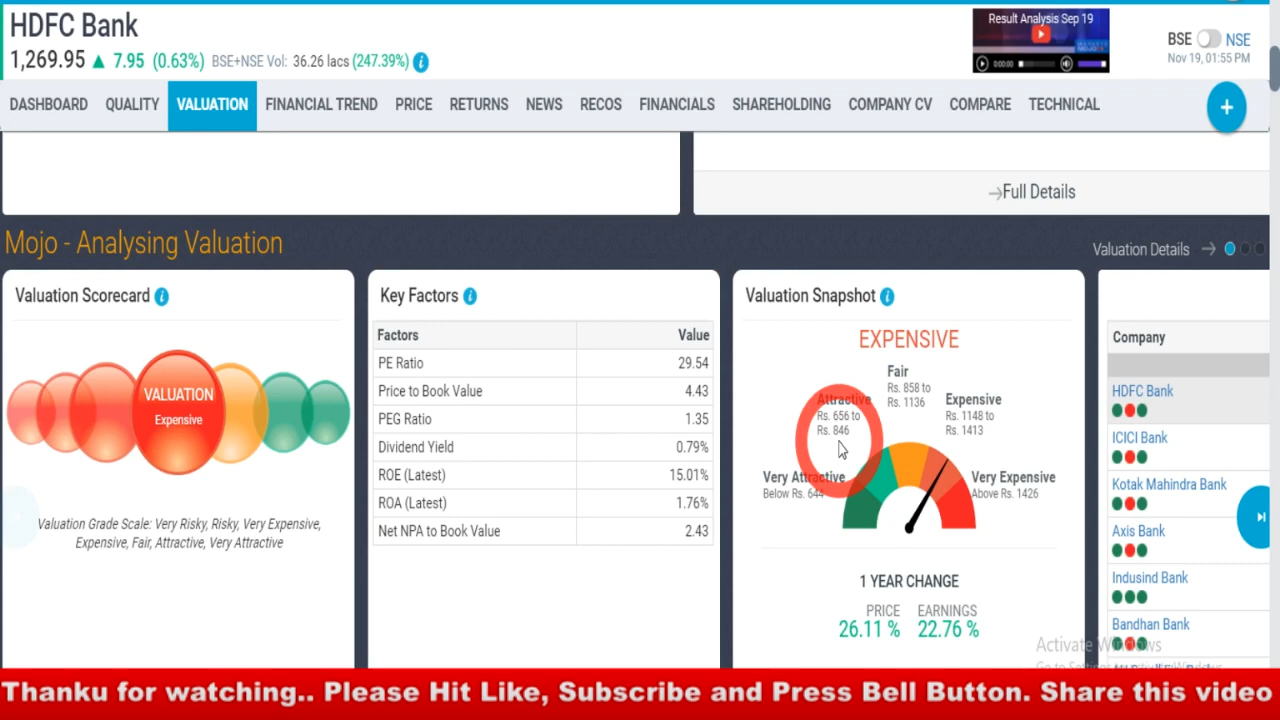 HDFC Bank
1,269.95 ▲ 7.95 (0.63%) BSE+NSE Vol: 36.26 lacs (247.39%) i
Result Analysis Sep 19
0:00:00
BSE NSE
Nov 19, 01:55 PM
DASHBOARD QUALITY VALUATION FINANCIAL TREND PRICE RETURNS NEWS RECOS FINANCIALS SHAREHOLDING COMPANY CV COMPARE TECHNICAL +
→Full Details
Mojo - Analysing Valuation
Valuation Details →
Valuation Scorecard i
VALUATION
Expensive
Valuation Grade Scale: Very Risky, Risky, Very Expensive,
Expensive, Fair, Attractive, Very Attractive
Key Factors i
Factors Value
PE Ratio 29.54
Price to Book Value 4.43
PEG Ratio 1.35
Dividend Yield 0.79%
ROE (Latest) 15.01%
ROA (Latest) 1.76%
Net NPA to Book Value 2.43
Valuation Snapshot i
EXPENSIVE
Fair
Rs. 858 to
Rs. 1136
Attractive
Rs. 656 to
Rs. 846
Expensive
Rs. 1148 to
Rs. 1413
Very Attractive
Below Rs. 644
Very Expensive
Above Rs. 1426
1 YEAR CHANGE
PRICE EARNINGS
26.11 % 22.76 %
Company
HDFC Bank
ICICI Bank
Kotak Mahindra Bank
Axis Bank
Indusind Bank
Bandhan Bank
Activate Windows
Thanku for watching.. Please Hit Like, Subscribe and Press Bell Button. Share this video